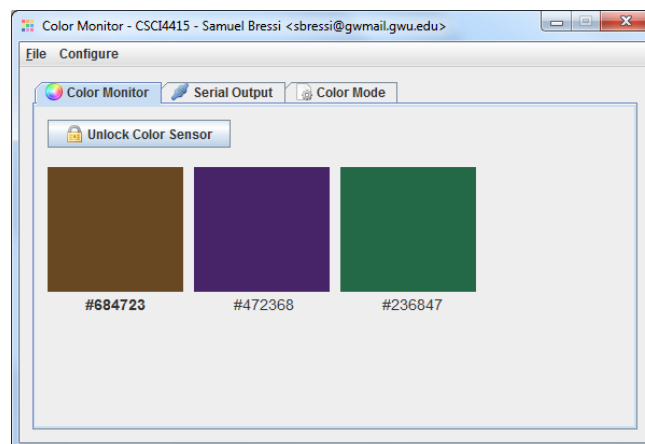 Color Monitor - CSCI4415 - Samuel Bressi <sbressi@gwmail.gwu.edu>
File Configure
Color Monitor Serial Output Color Mode
Unlock Color Sensor
#684723 #472368 #236847